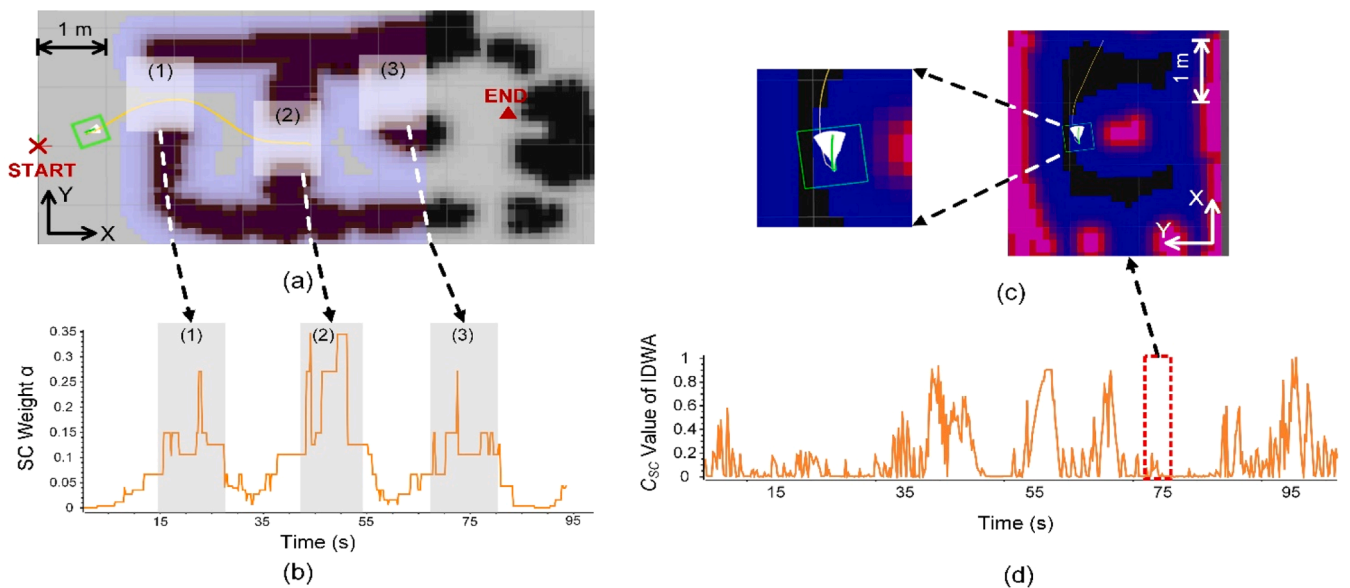 1 m
(1)
(2)
(3)
END
START
Y
X
(a)
SC Weight α
0.35
0.3
0.25
0.2
0.15
0.1
0.05
0
(1)
(2)
(3)
15
35
55
75
95
Time (s)
(b)
1 m
X
Y
(c)
C_SC Value of IDWA
1
0.8
0.6
0.4
0.2
0
15
35
55
75
95
Time (s)
(d)